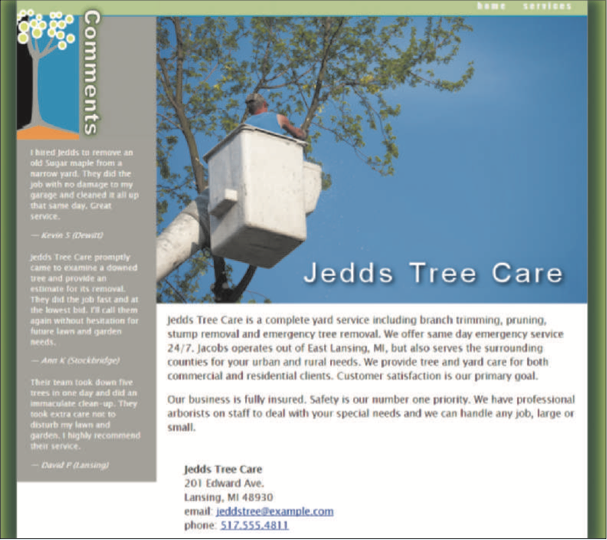 home services
Comments
I hired Jedds to remove an
old Sugar maple from a
narrow yard. They did the
job with no damage to my
garage and cleaned it all up
that same day. Great
service.
— Kevin S (Dewitt)
Jedds Tree Care promptly
came to examine a downed
tree and provide an
estimate for its removal.
They did the job fast and at
the lowest bid. I'll call them
again without hesitation for
future lawn and garden
needs.
— Ann K (Stockbridge)
Their team took down five
trees in one day and did an
immaculate clean-up. They
took extra care not to
disturb my lawn and
garden. I highly recommend
their service.
— David P (Lansing)
Jedds Tree Care
Jedds Tree Care is a complete yard service including branch trimming, pruning,
stump removal and emergency tree removal. We offer same day emergency service
24/7. Jacobs operates out of East Lansing, MI, but also serves the surrounding
counties for your urban and rural needs. We provide tree and yard care for both
commercial and residential clients. Customer satisfaction is our primary goal.
Our business is fully insured. Safety is our number one priority. We have professional
arborists on staff to deal with your special needs and we can handle any job, large or
small.
Jedds Tree Care
201 Edward Ave.
Lansing, MI 48930
email: jeddstree@example.com
phone: 517.555.4811